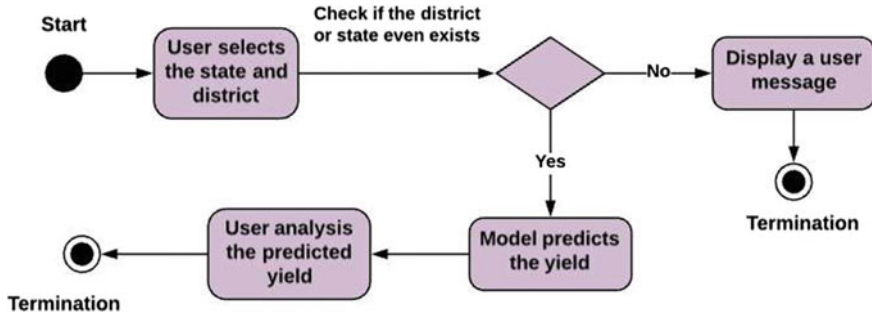 Start
User selects
the state and
district
Check if the district
or state even exists
No
Display a user
message
Termination
Yes
Model predicts
the yield
User analysis
the predicted
yield
Termination